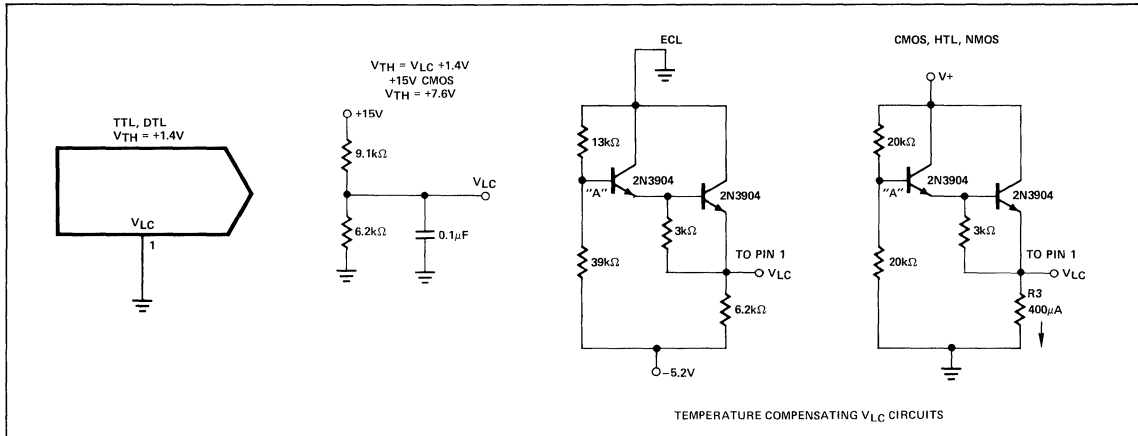 TTL, DTL
VTH = +1.4V
VLC
1
VTH = VLC +1.4V
+15V CMOS
VTH = +7.6V
+15V
9.1kΩ
VLC
6.2kΩ
0.1μF
ECL
13kΩ
2N3904
"A"
2N3904
3kΩ
39kΩ
TO PIN 1
VLC
6.2kΩ
-5.2V
CMOS, HTL, NMOS
V+
20kΩ
2N3904
"A"
2N3904
3kΩ
20kΩ
TO PIN 1
VLC
R3
400μA
TEMPERATURE COMPENSATING VLC CIRCUITS